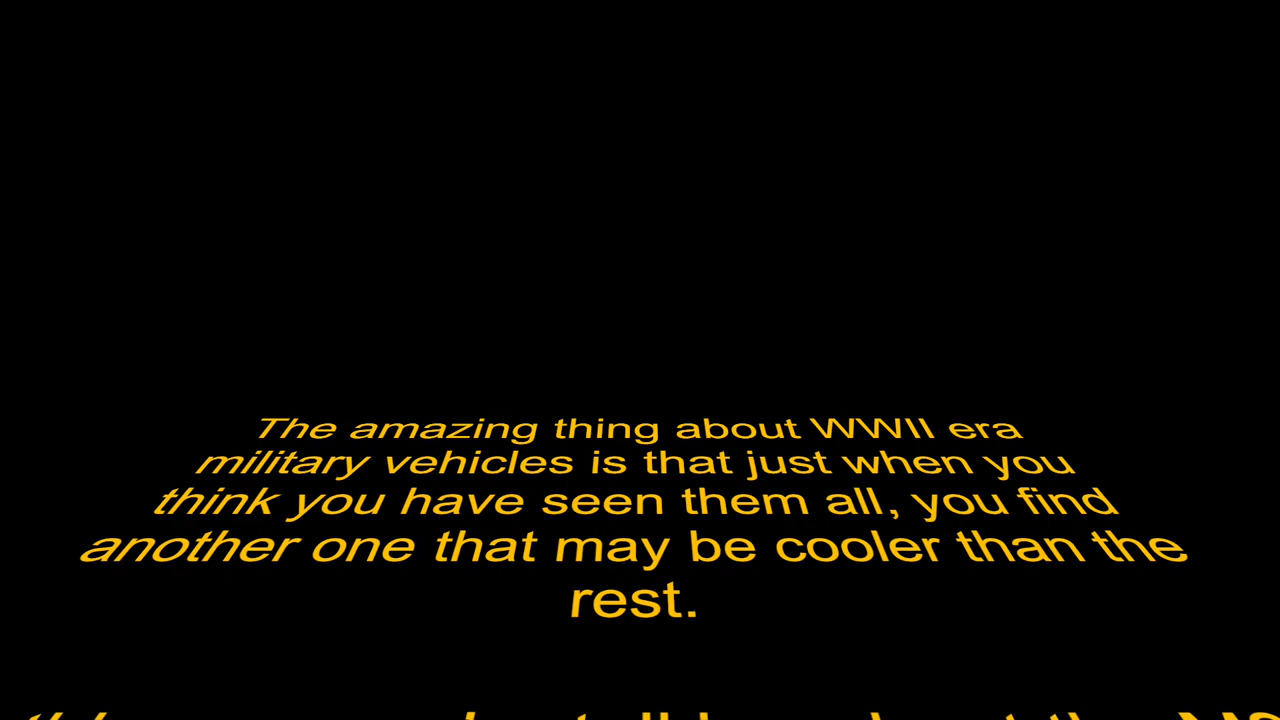 The amazing thing about WWII era
military vehicles is that just when you
think you have seen them all, you find
another one that may be cooler than the
rest.